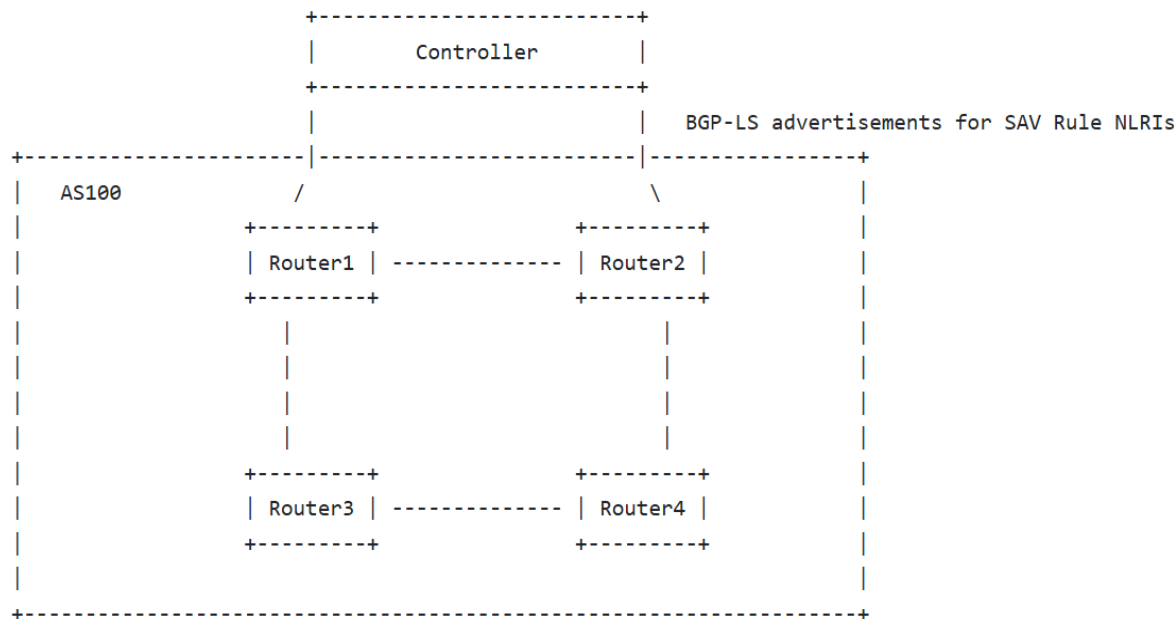 Controller
BGP-LS advertisements for SAV Rule NLRIs
AS100
Router1 Router2
Router3 Router4